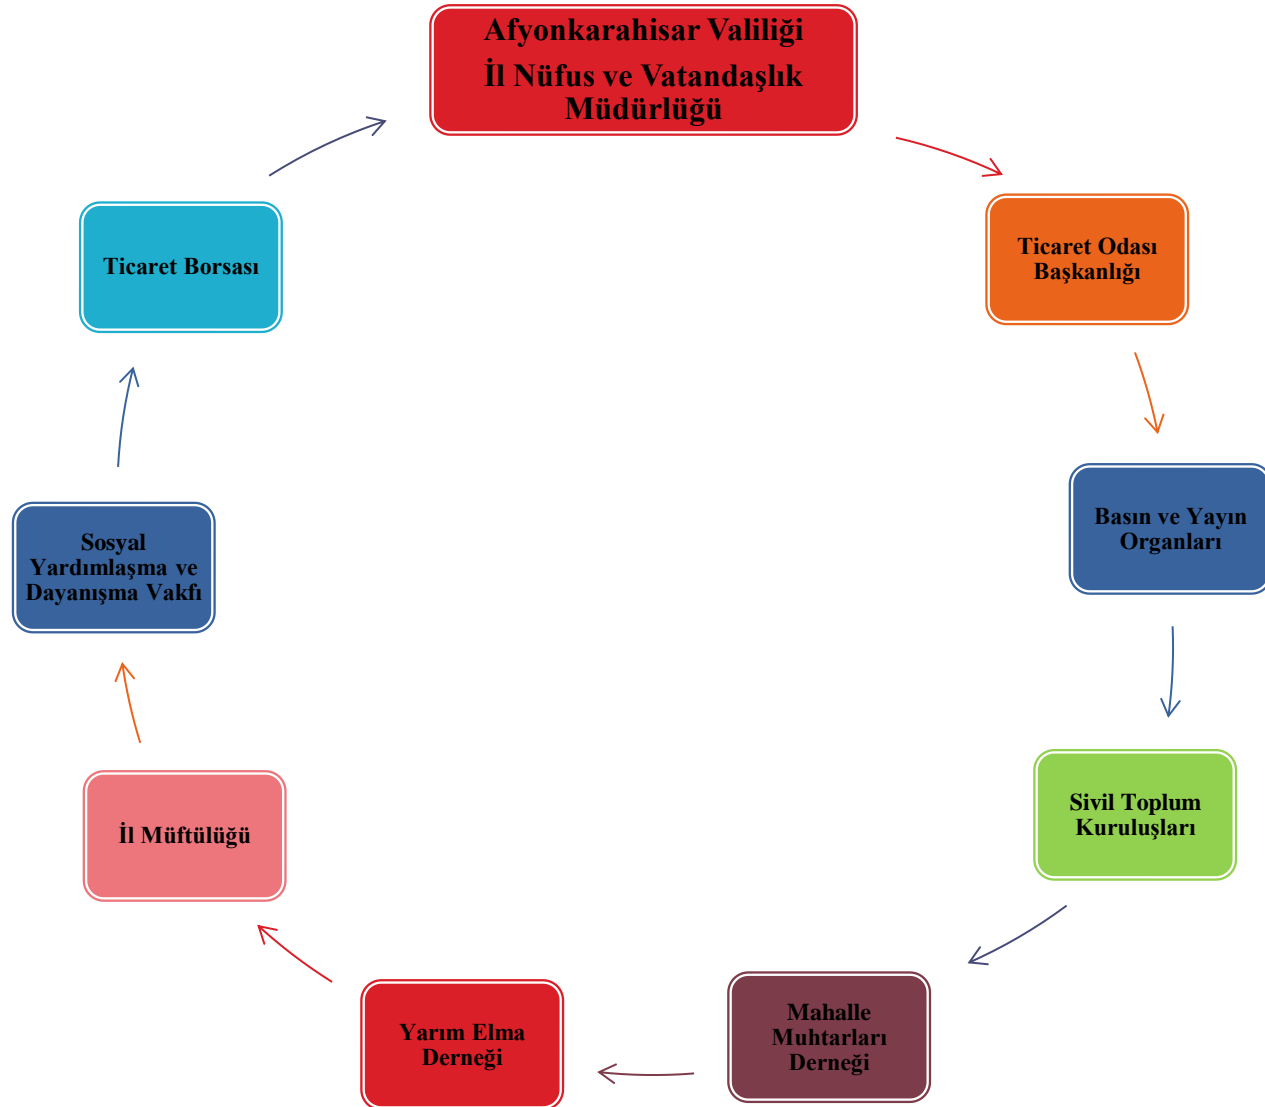 Afyonkarahisar Valiliği
İl Nüfus ve Vatandaşlık
Müdürlüğü
Ticaret Odası
Başkanlığı
Basın ve Yayın
Organları
Sivil Toplum
Kuruluşları
Mahalle
Muhtarları
Derneği
Yarım Elma
Derneği
İl Müftülüğü
Sosyal
Yardımlaşma ve
Dayanışma Vakfı
Ticaret Borsası